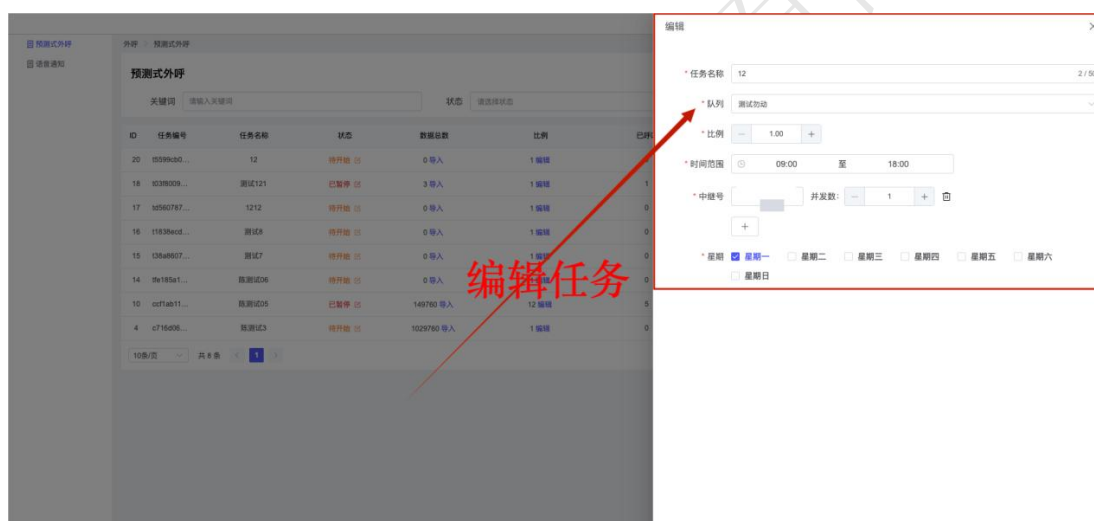 预测式外呼
语音通知
外呼
预测式外呼
预测式外呼
关键词 请输入关键词 状态 请选择状态
ID 任务编号 任务名称 状态 数据总数 比例
20 12 待开始 0 导入 1 编辑
18 测试121 已暂停 3 导入 1 编辑 1
17 td560787... 1212 待开始 0 导入 1 编辑 0
16 t1838ecd... 测试8 待开始 0 导入 1 编辑 0
15 测试7 待开始 0 导入 1 编辑 0
14 tfe185a1... 陈测试06 待开始 0 导入 0
10 ccf1ab11... 陈测试05 已暂停 149760 导入 12 编辑 5
4 c716d06... 陈测试3 待开始 1029760 导入 1 编辑 0
10条/页 共 8 条 1
编辑任务
编辑
* 任务名称 12 2 / 50
* 队列 测试勿动
* 比例 − 1.00 +
* 时间范围 09:00 至 18:00
* 中继号 并发数: − 1 +
+
* 星期 星期一 星期二 星期三 星期四 星期五 星期六
星期日